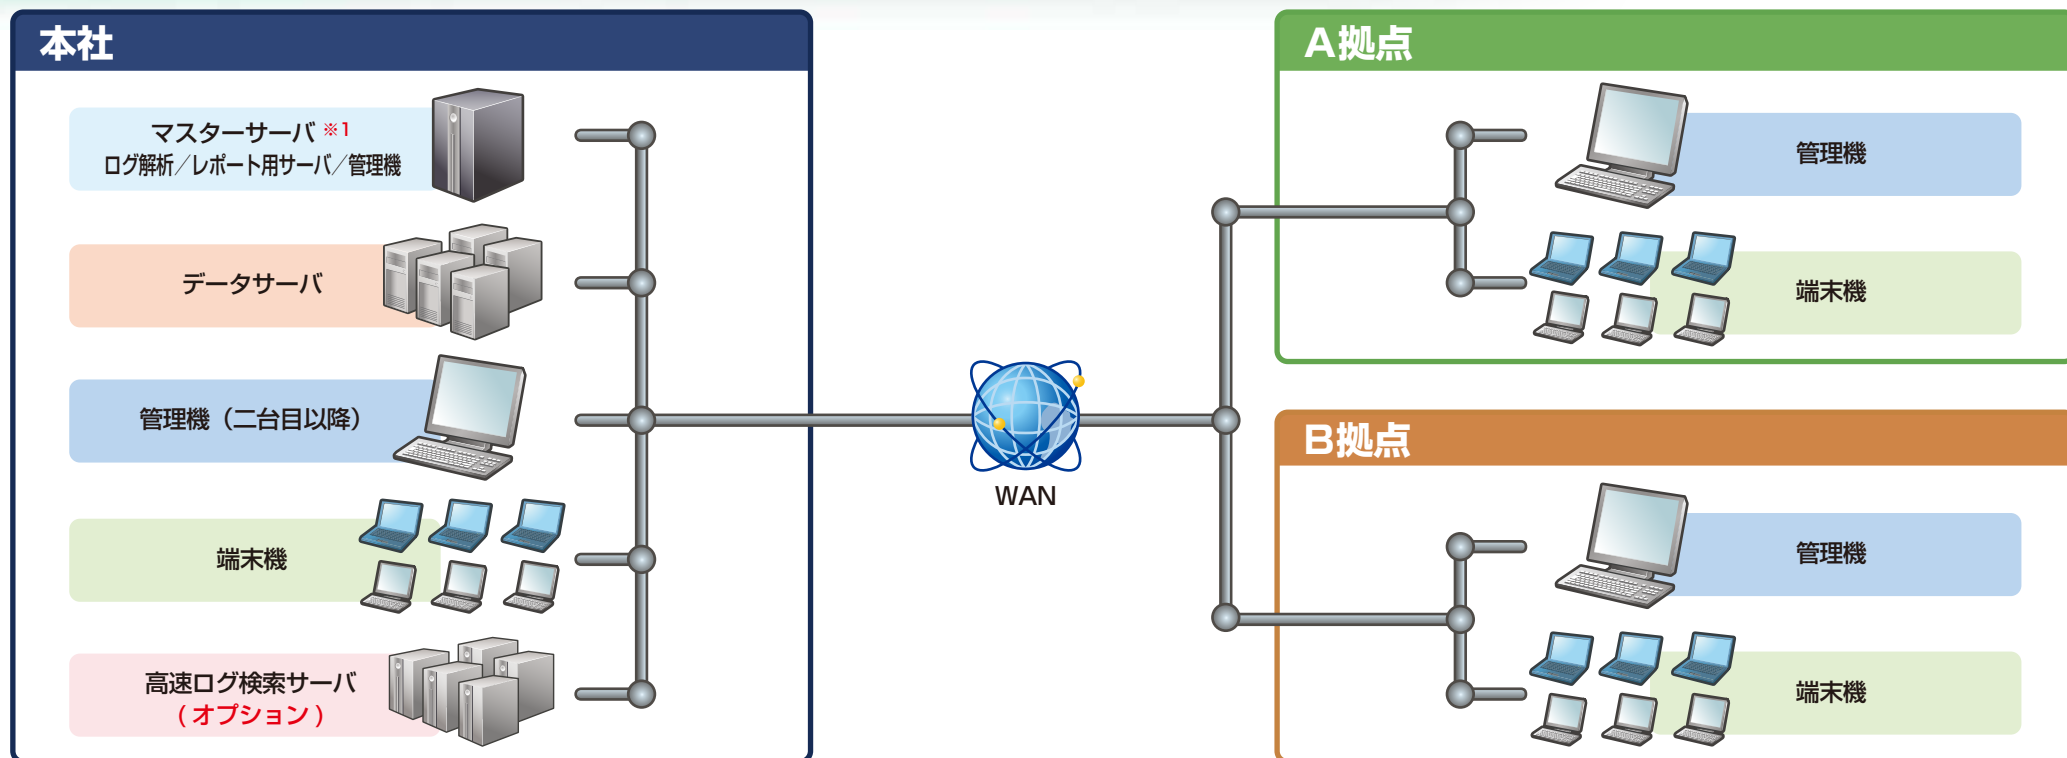 本社
マスターサーバ ※1
ログ解析／レポート用サーバ／管理機
データサーバ
管理機（二台目以降）
端末機
高速ログ検索サーバ
( オプション )
WAN
A拠点
管理機
端末機
B拠点
管理機
端末機